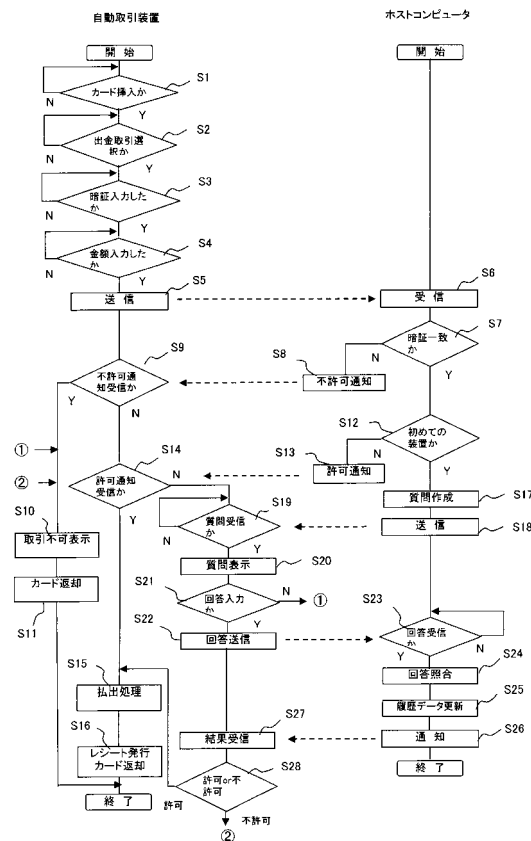 自動取引装置
ホストコンピュータ
開 始
開 始
S1
カード挿入か
N
Y
S2
出金取引選
択か
N
Y
S3
暗証入力した
か
N
Y
S4
金額入力した
か
N
Y
S5
送 信
S6
受 信
S7
暗証一致
か
N
Y
S8
不許可通知
S9
不許可通
知受信か
Y
N
S12
初めての
装置か
N
Y
S13
許可通知
①
②
S14
許可通知
受信か
N
Y
S17
質問作成
S18
送 信
S19
質問受信
か
N
Y
S10
取引不可表示
S20
質問表示
カード返却
S11
S21
回答入力
か
N
①
Y
S22
回答送信
S23
回答受信
か
Y
N
S24
回答照合
S15
払出処理
S25
履歴データ更新
S27
結果受信
S26
通 知
S16
レシート発行
カード返却
S28
許可or不
許可
終 了
終 了
許可
不許可
②